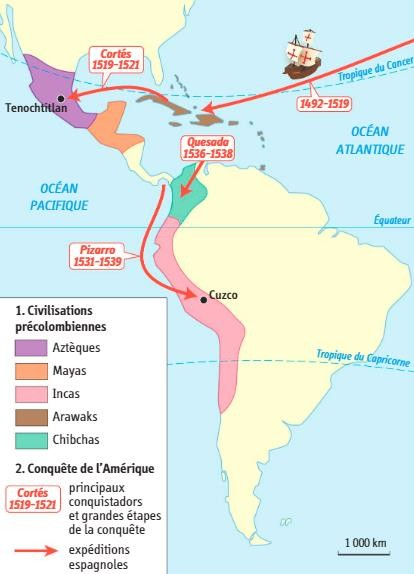 Cortés
1519-1521
Tropique du Cancer
Tenochtitlan
1492-1519
Quesada
1536-1538
OCÉAN
ATLANTIQUE
OCÉAN
PACIFIQUE
Équateur
Pizarro
1531-1539
Cuzco
Tropique du Capricorne
1. Civilisations
précolombiennes
Aztèques
Mayas
Incas
Arawaks
Chibchas
2. Conquête de l'Amérique
Cortés
1519-1521
principaux
conquistadors
et grandes étapes
de la conquête
expéditions
espagnoles
1 000 km